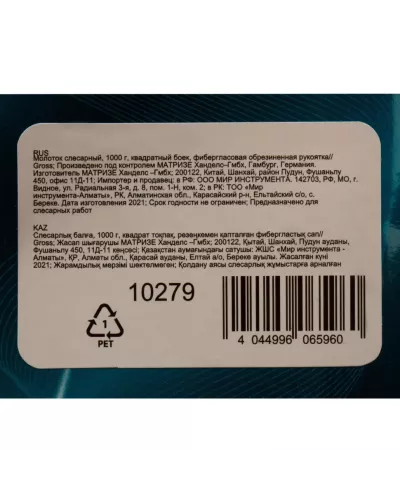 RUS
Молоток слесарный, 1000 г, квадратный боек, фибергласовая обрезиненная рукоятка//
Gross; Произведено под контролем МАТРИЗЕ Хандело–Гмбх, Гамбург, Германия.
Изготовитель МАТРИЗЕ Ханделс –Гмбх; 200122, Китай, Шанхай, район Пудун, Фушаньлу
450, офис 11Д-11; Импортер и продавец: в РФ: ООО МИР ИНСТРУМЕНТА. 142703, РФ, МО, г.
Видное, ул. Радиальная 3-я, д. 8, пом. 1-Н, ком. 2; в РК: ТОО «Мир
инструмента-Алматы», РК, Алматинская обл., Карасайский р-н, Ельтайский с/о, с.
Береке. Дата изготовления 2021; Срок годности не ограничен; Предназначено для
слесарных работ
KAZ
Слесарлық балға, 1000 г, квадрат тоқпақ, резеңкемен қапталған фибергластық сап//
Gross; Жасап шығарушы МАТРИЗЕ Ханделс –Гмбх; 200122, Қытай, Шанхай, Пудун ауданы,
Фушаньлу 450, 11Д-11 кеңсесі; Қазақстан аумағындағы сатушы: ЖШС «Мир инструмента -
Алматы», ҚР, Алматы обл., Карасай ауданы, Елтай а/о, Береке ауылы. Жасалған күні
2021; Жарамдылық мерзімі шектелмеген; Қолдану аясы слесарлық жұмыстарға арналған
10279
1
PET
4 044996 065960